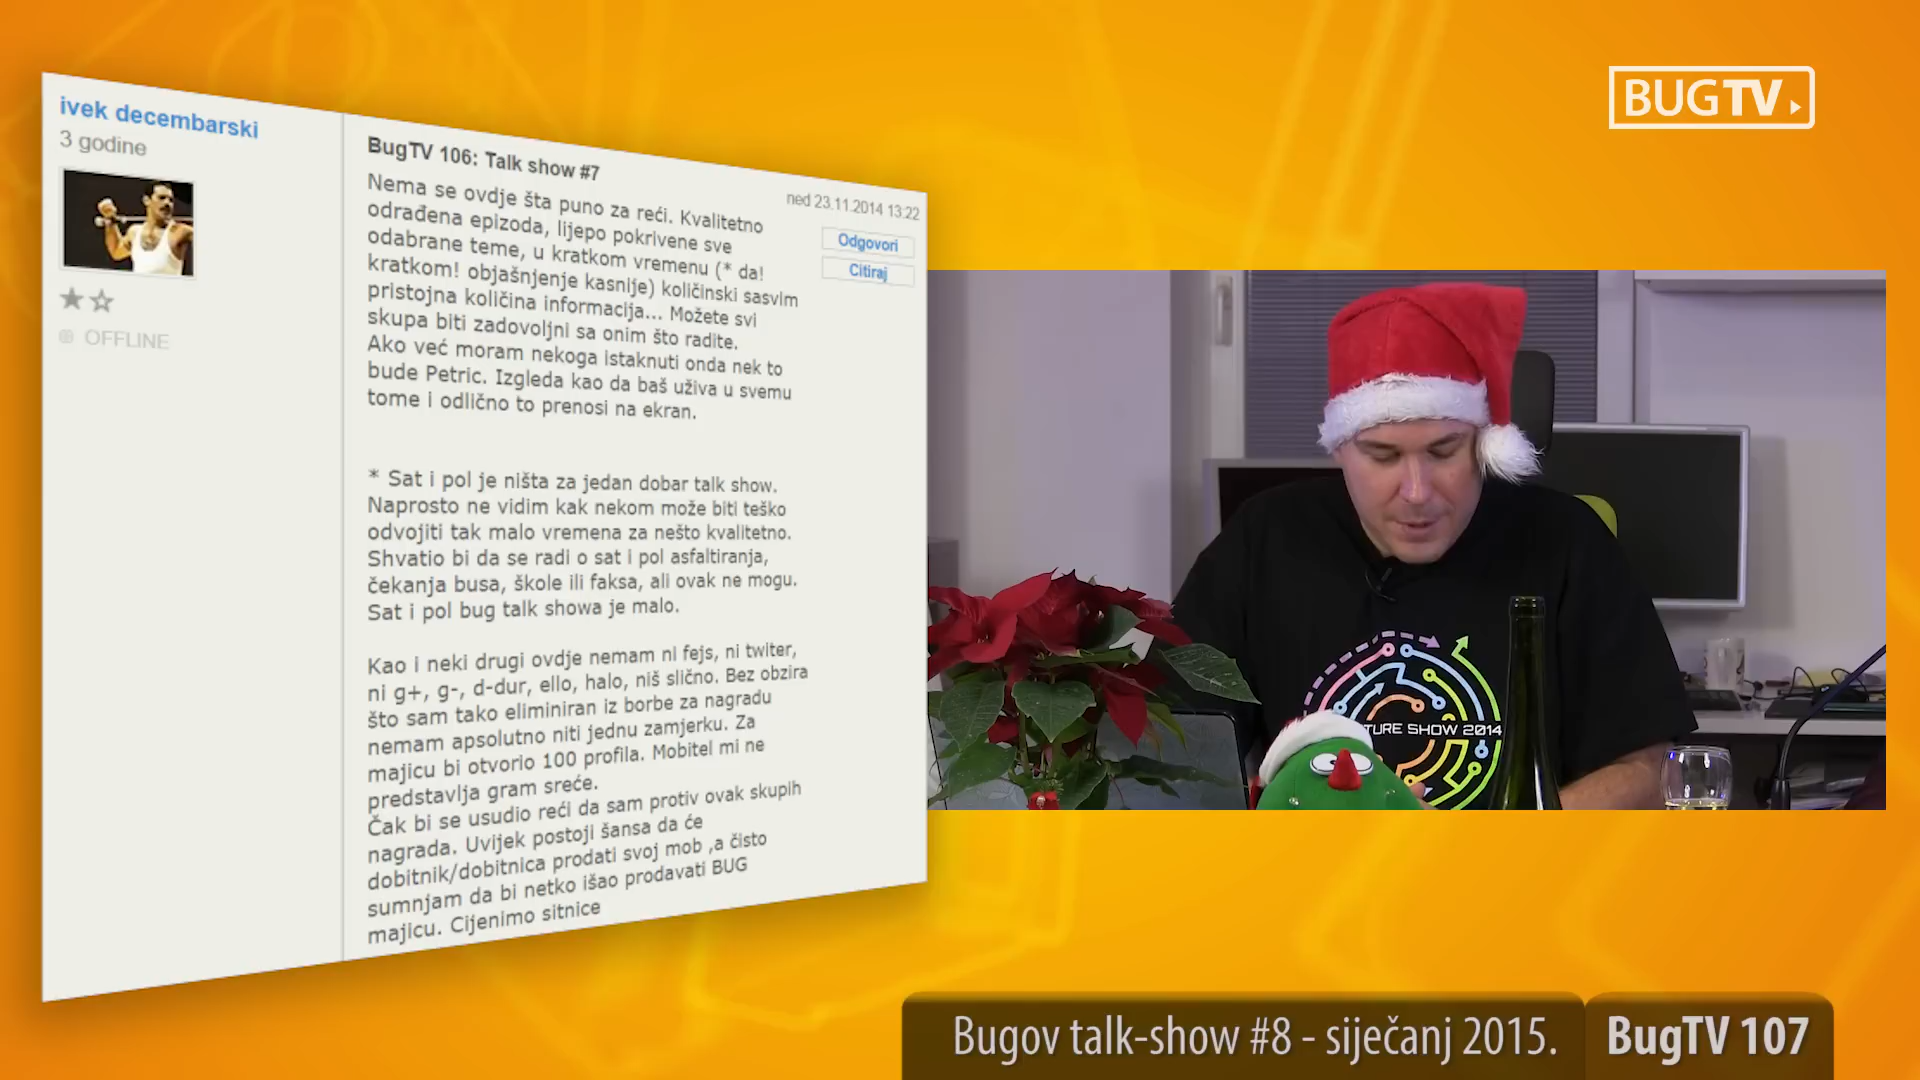 BUGTV
ivek decembarski
3 godine
OFFLINE
BugTV 106: Talk show #7
ned 23.11.2014 13:22
Odgovori
Citiraj
Nema se ovdje šta puno za reći. Kvalitetno
odrađena epizoda, lijepo pokrivene sve
odabrane teme, u kratkom vremenu (* da!
kratkom! objašnjenje kasnije) količinski sasvim
pristojna količina informacija... Možete svi
skupa biti zadovoljni sa onim što radite.
Ako već moram nekoga istaknuti onda nek to
bude Petric. Izgleda kao da baš uživa u svemu
tome i odlično to prenosi na ekran.
* Sat i pol je ništa za jedan dobar talk show.
Naprosto ne vidim kak nekom može biti teško
odvojiti tak malo vremena za nešto kvalitetno.
Shvatio bi da se radi o sat i pol asfaltiranja,
čekanja busa, škole ili faksa, ali ovak ne mogu.
Sat i pol bug talk showa je malo.
Kao i neki drugi ovdje nemam ni fejs, ni twiter,
ni g+, g-, d-dur, ello, halo, niš slično. Bez obzira
što sam tako eliminiran iz borbe za nagradu
nemam apsolutno niti jednu zamjerku. Za
majicu bi otvorio 100 profila. Mobitel mi ne
predstavlja gram sreće.
Čak bi se usudio reći da sam protiv ovak skupih
nagrada. Uvijek postoji šansa da će
dobitnik/dobitnica prodati svoj mob ,a čisto
sumnjam da bi netko išao prodavati BUG
majicu. Cijenimo sitnice
TURE SHOW 2014
Bugov talk-show #8 - siječanj 2015.
BugTV 107